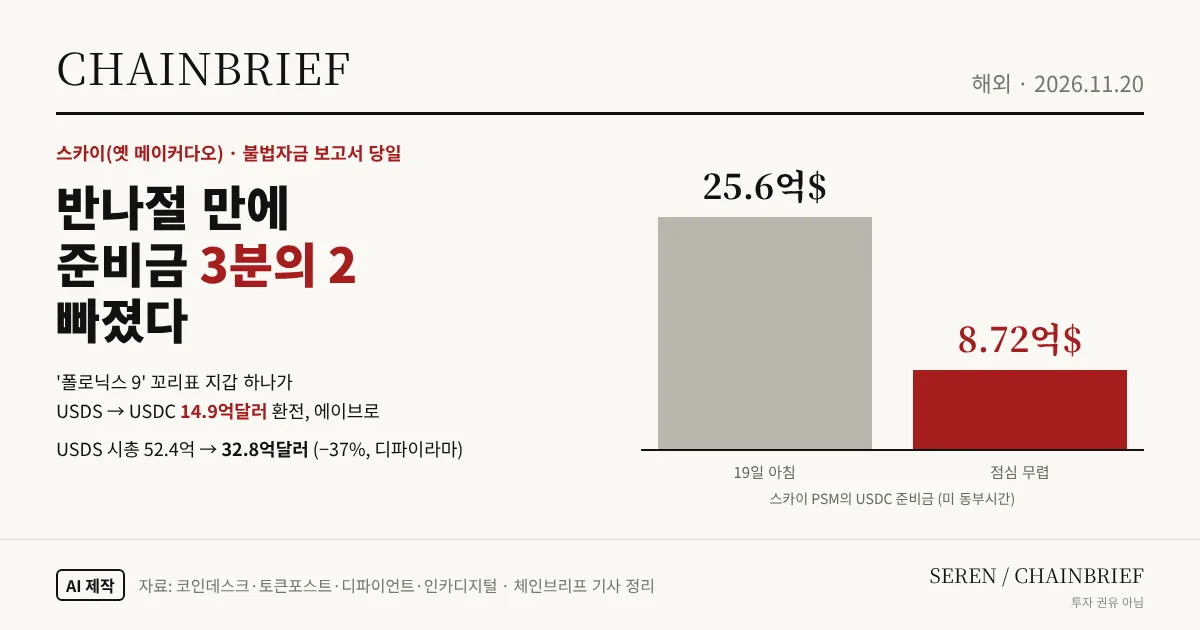 CHAINBRIEF
해외 · 2026.11.20
스카이(옛 메이커다오) · 불법자금 보고서 당일
반나절 만에
준비금 3분의 2
빠졌다
'폴로닉스 9' 꼬리표 지갑 하나가
USDS → USDC 14.9억달러 환전, 에이브로
USDS 시총 52.4억 → 32.8억달러 (−37%, 디파이라마)
25.6억$
8.72억$
19일 아침
점심 무렵
스카이 PSM의 USDC 준비금 (미 동부시간)
AI 제작
자료: 코인데스크·토큰포스트·디파이언트·인카디지털 · 체인브리프 기사 정리
SEREN / CHAINBRIEF
투자 권유 아님